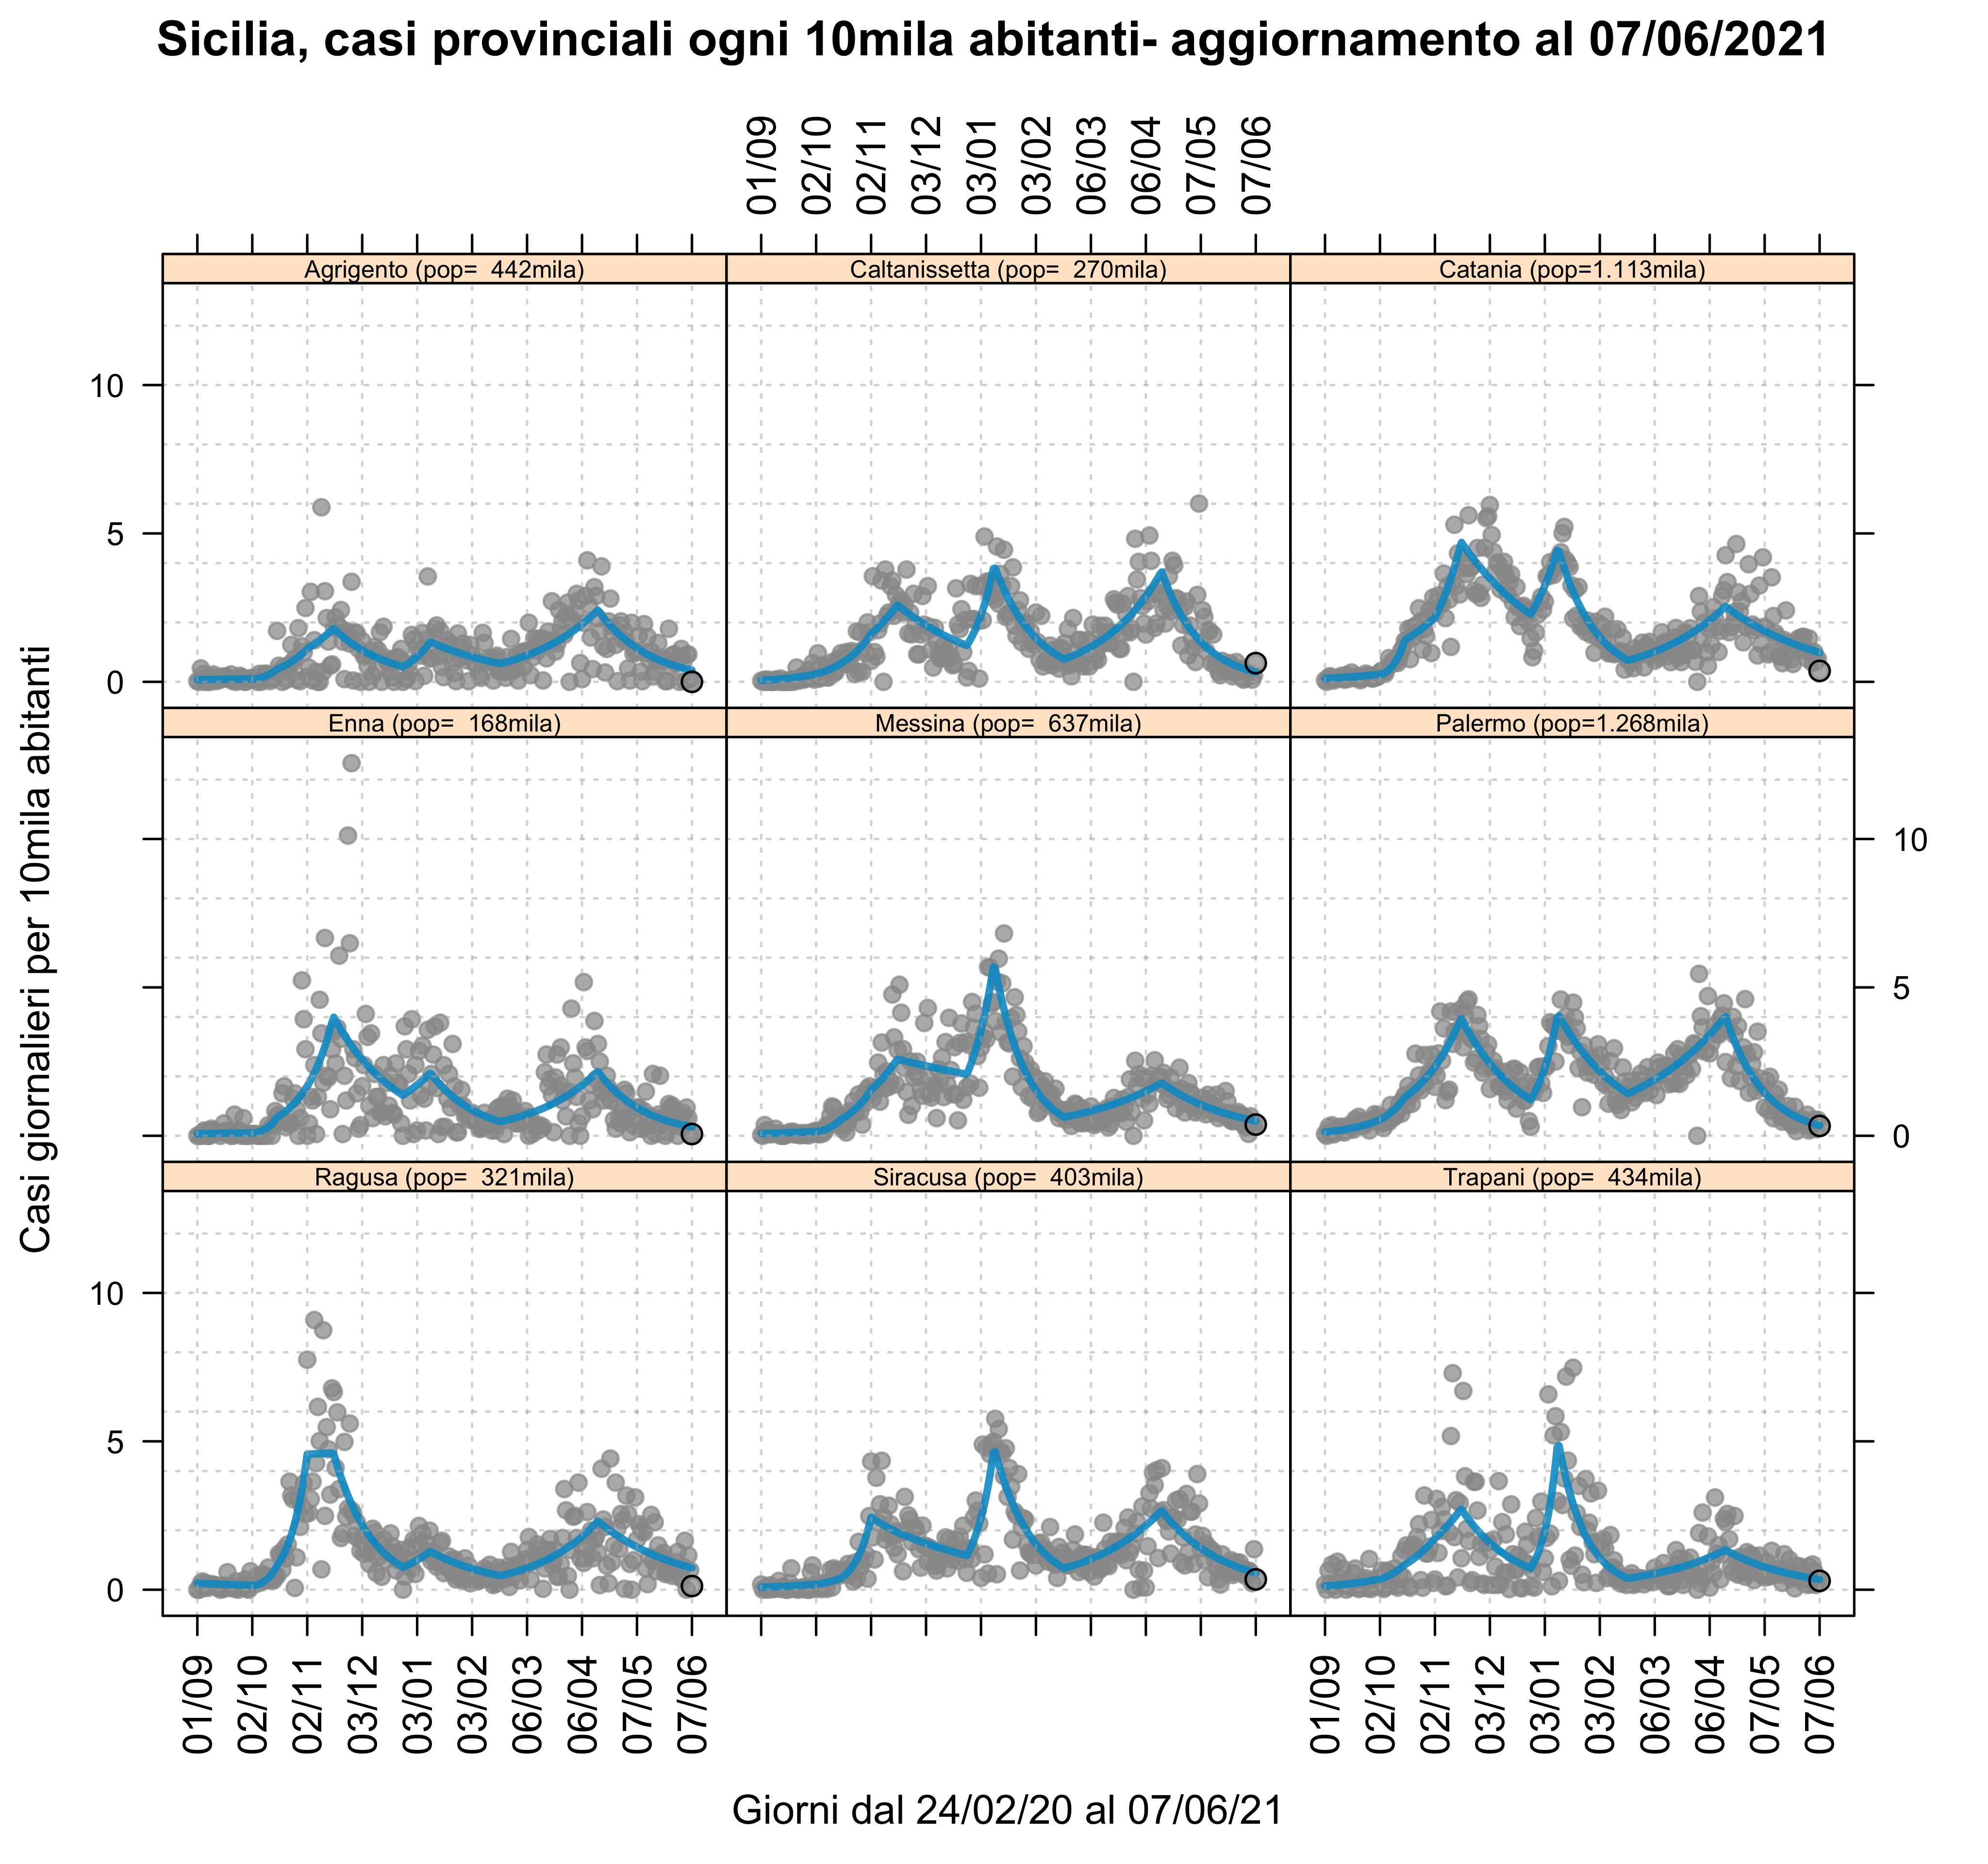 Sicilia, casi provinciali ogni 10mila abitanti- aggiornamento al 07/06/2021
01/09 02/10 02/11 03/12 03/01 03/02 06/03 06/04 07/05 07/06
Agrigento (pop=  442mila)
Caltanissetta (pop=  270mila)
Catania (pop=1.113mila)
10
5
0
Enna (pop=  168mila)
Messina (pop=  637mila)
Palermo (pop=1.268mila)
10
5
0
Ragusa (pop=  321mila)
Siracusa (pop=  403mila)
Trapani (pop=  434mila)
10
5
0
Casi giornalieri per 10mila abitanti
01/09 02/10 02/11 03/12 03/01 03/02 06/03 06/04 07/05 07/06
01/09 02/10 02/11 03/12 03/01 03/02 06/03 06/04 07/05 07/06
Giorni dal 24/02/20 al 07/06/21